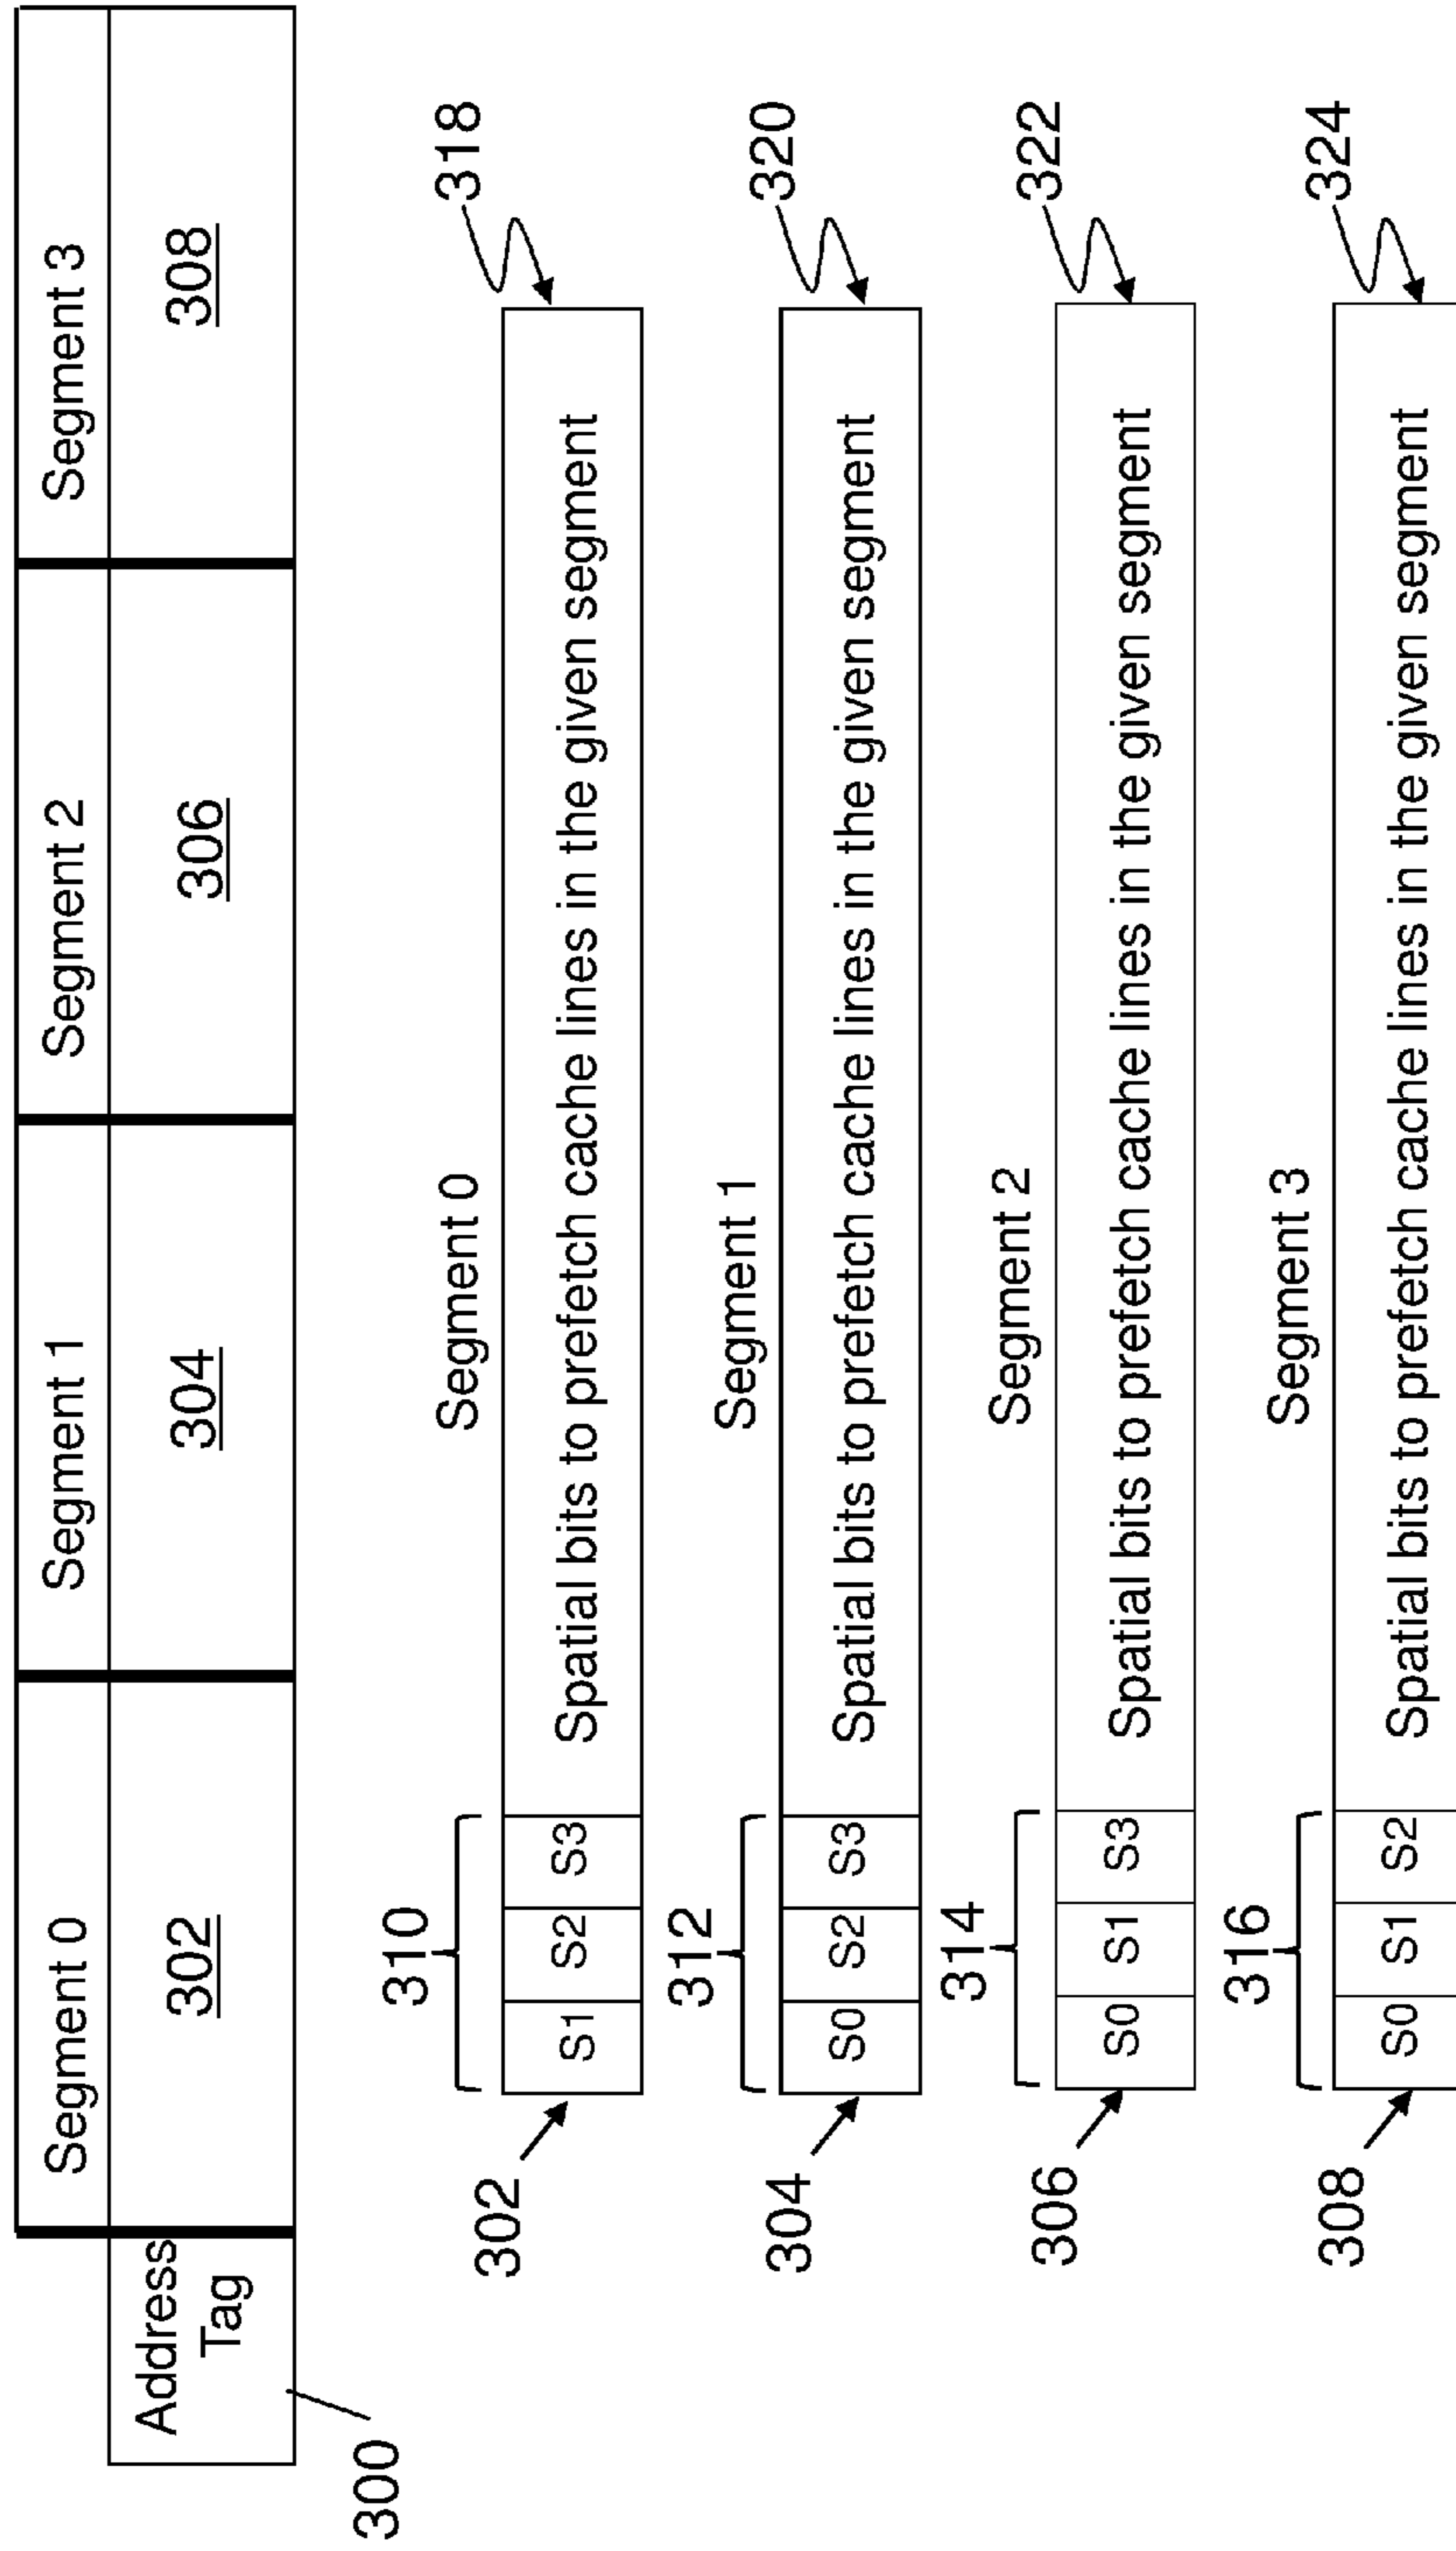 Segment 0
Segment 1
Segment 2
Segment 3
Address
Tag
302
304
306
308
300
310
Segment 0
318
302
S1
S2
S3
Spatial bits to prefetch cache lines in the given segment
312
Segment 1
320
304
S0
S2
S3
Spatial bits to prefetch cache lines in the given segment
314
Segment 2
322
306
S0
S1
S3
Spatial bits to prefetch cache lines in the given segment
316
Segment 3
324
308
S0
S1
S2
Spatial bits to prefetch cache lines in the given segment